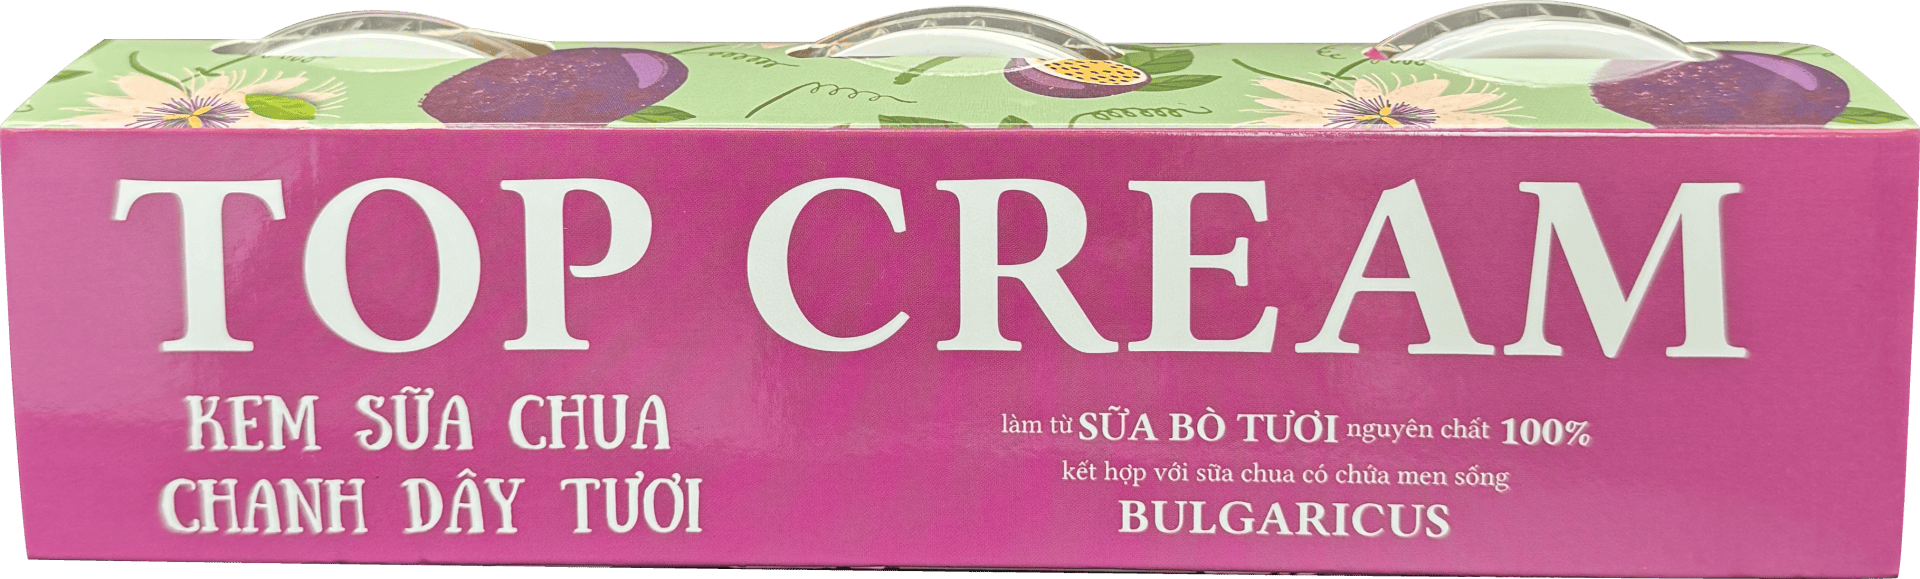 TOP CREAM
KEM SỮA CHUA
CHANH DÂY TƯƠI
làm từ SỮA BÒ TƯƠI nguyên chất 100%
kết hợp với sữa chua có chứa men sống
BULGARICUS